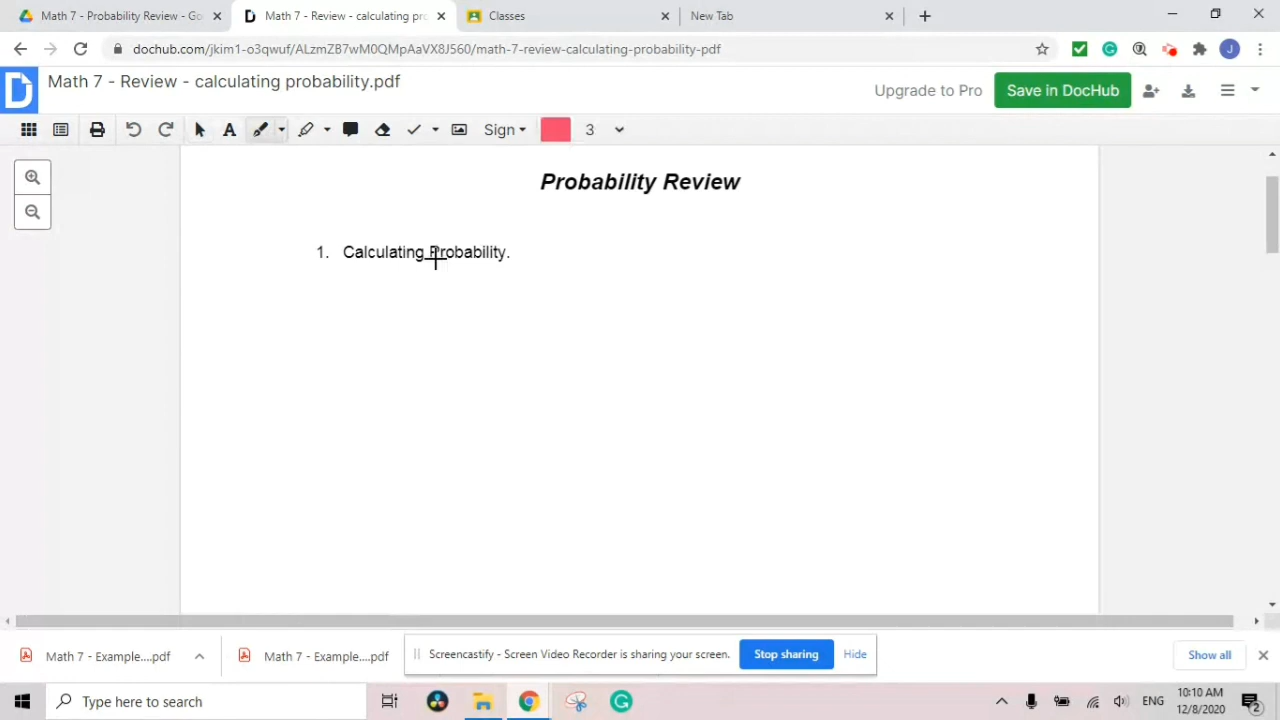 Math 7 - Probability Review - Go
Math 7 - Review - calculating pr
Classes
New Tab
dochub.com/jkim1-o3qwuf/ALzmZB7wM0QMpAaVX8J560/math-7-review-calculating-probability-pdf
J
Math 7 - Review - calculating probability.pdf
Upgrade to Pro
Save in DocHub
A
Sign
3
Probability Review
1. Calculating Probability.
Math 7 - Example....pdf
Math 7 - Example....pdf
Screencastify - Screen Video Recorder is sharing your screen.
Stop sharing
Hide
Show all
Type here to search
ENG
10:10 AM
12/8/2020
2